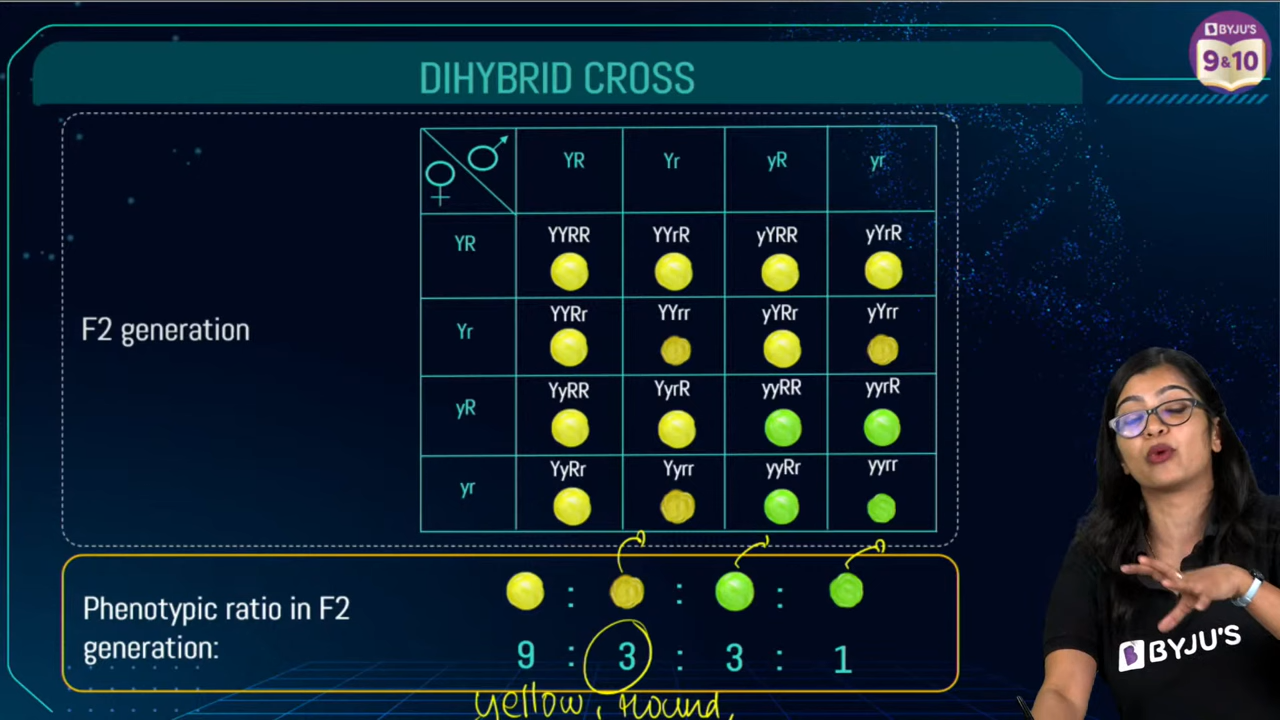 BYJU'S
9&10
DIHYBRID CROSS
YR Yr yR yr
YR YYRR YYrR yYRR yYrR
F2 generation
Yr YYRr YYrr yYRr yYrr
yR YyRR YyrR yyRR yyrR
yr YyRr Yyrr yyRr yyrr
Phenotypic ratio in F2
generation:
: : :
9 : 3 : 3 : 1
yellow, round,
BYJU'S